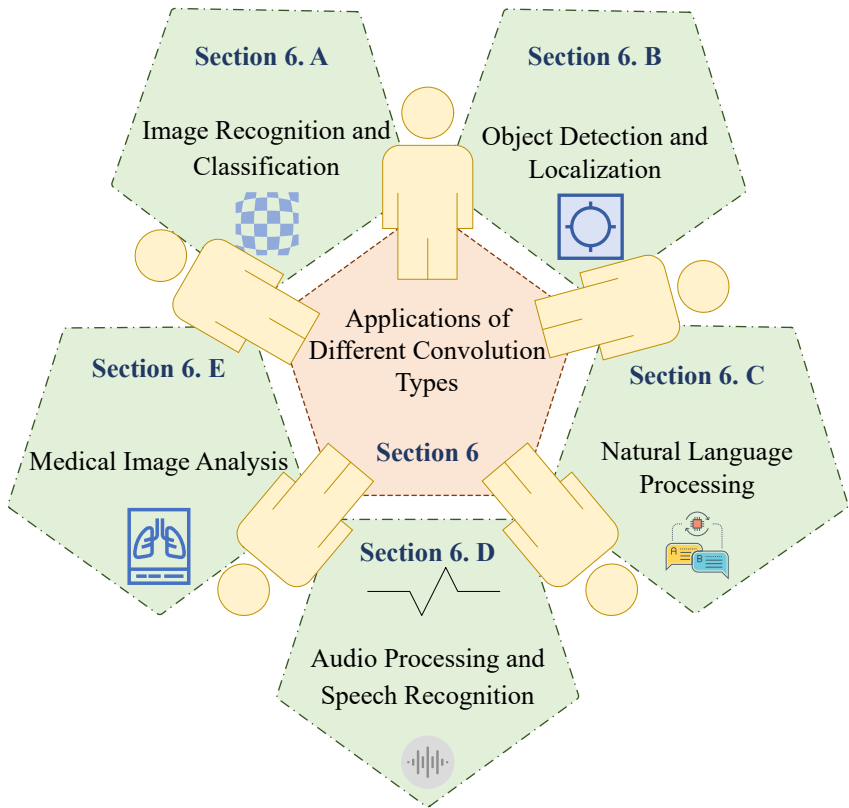 Section 6. A
Image Recognition and
Classification
Section 6. B
Object Detection and
Localization
Applications of
Different Convolution
Types
Section 6
Section 6. E
Medical Image Analysis
Section 6. C
Natural Language
Processing
A
B
Section 6. D
Audio Processing and
Speech Recognition